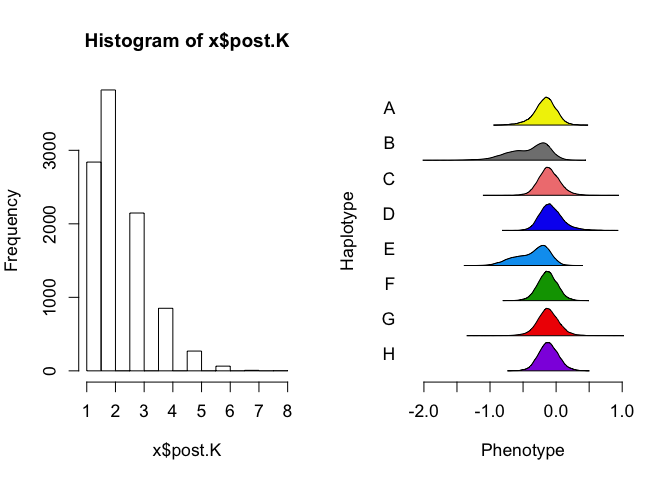 Histogram of x$post.K
Frequency
0
1000
2000
3000
1 2 3 4 5 6 7 8
x$post.K
Haplotype
A
B
C
D
E
F
G
H
-2.0 -1.0 0.0 1.0
Phenotype